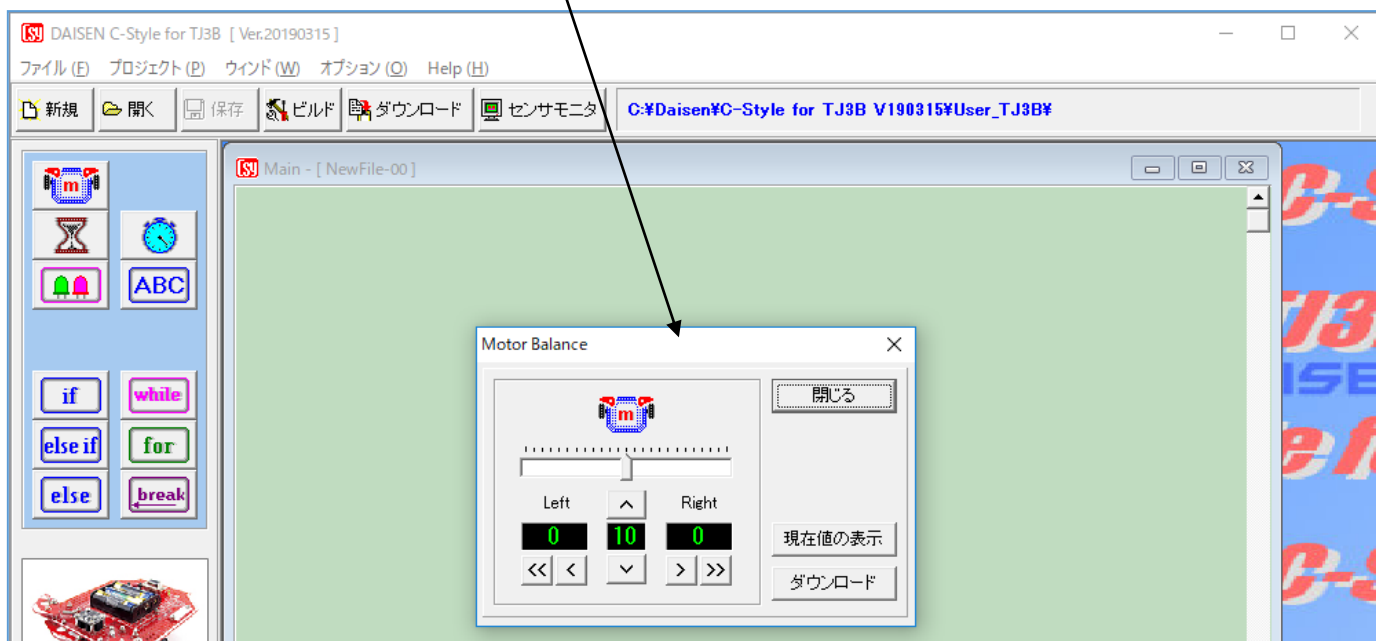 DAISEN C-Style for TJ3B [ Ver.20190315 ]
ファイル (F) プロジェクト (P) ウィンド (W) オプション (O) Help (H)
新規 開く 保存 ビルド ダウンロード センサモニタ C:¥Daisen¥C-Style for TJ3B V190315¥User_TJ3B¥
m
Main - [ NewFile-00 ]
ABC
if while
else if for
else break
Motor Balance
閉じる
m
Left Right
0 10 0
<< < > >>
現在値の表示
ダウンロード